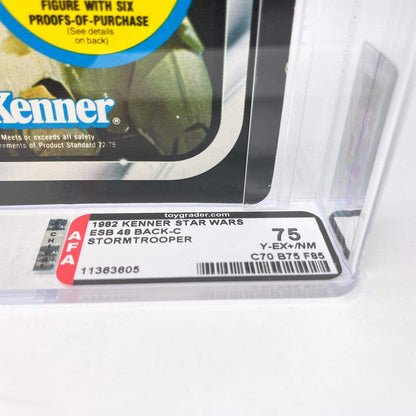 FIGURE WITH SIX
PROOFS-OF-PURCHASE
(See details
on back)
Kenner®
Meets or exceeds all safety
rements of Product Standard 72-76
toygrader.com
AFA
1982 KENNER STAR WARS
ESB 48 BACK-C
STORMTROOPER
11363605
75
Y-EX+/NM
C70 B75 F85